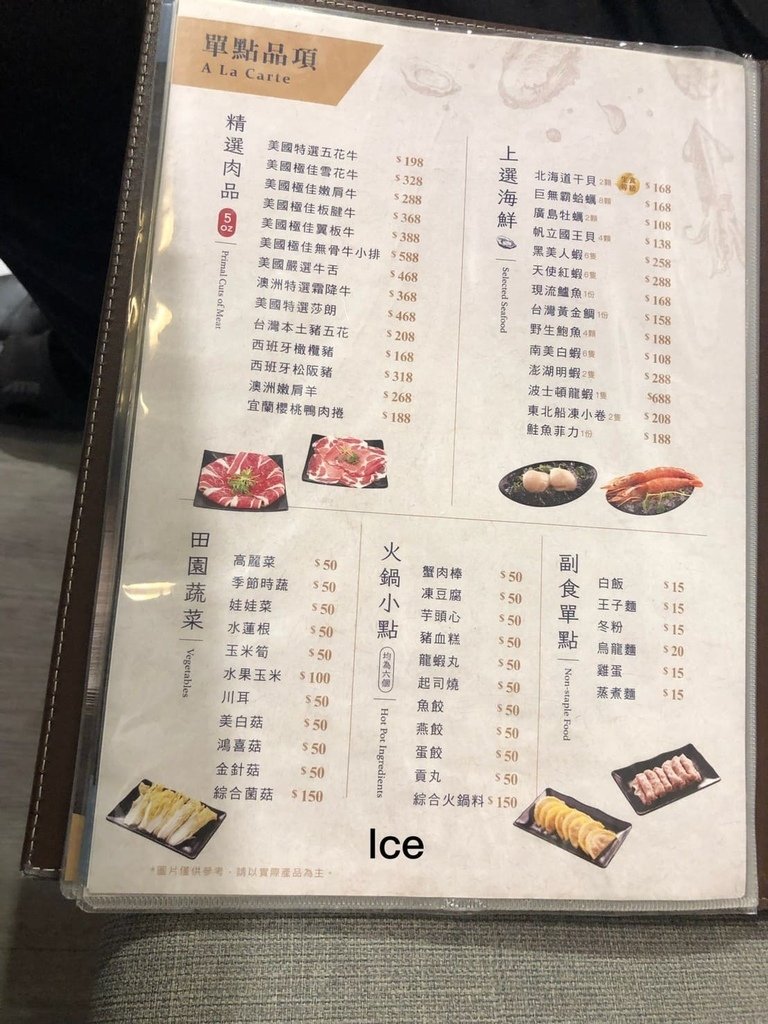 單點品項
A La Carte
精選肉品
5 oz
Primal Cuts of Meat
美國特選五花牛 $198
美國極佳雪花牛 $328
美國極佳嫩肩牛 $288
美國極佳板腱牛 $368
美國極佳翼板牛 $388
美國極佳無骨牛小排 $588
美國嚴選牛舌 $468
澳洲特選霜降牛 $368
美國特選莎朗 $468
台灣本土豬五花 $208
西班牙橄欖豬 $168
西班牙松阪豬 $318
澳洲嫩肩羊 $268
宜蘭櫻桃鴨肉捲 $188
上選海鮮
Selected Seafood
北海道干貝 2顆 $168
巨無霸蛤蠣 8顆 $168
廣島牡蠣 2顆 $108
帆立國王貝 4顆 $138
黑美人蝦 6隻 $258
天使紅蝦 6隻 $288
現流鱸魚 1份 $168
台灣黃金鯛 1份 $158
野生鮑魚 4顆 $188
南美白蝦 6隻 $108
澎湖明蝦 2隻 $288
波士頓龍蝦 1隻 $688
東北船凍小卷 2隻 $208
鮭魚菲力 1份 $188
田園蔬菜
Vegetables
高麗菜 $50
季節時蔬 $50
娃娃菜 $50
水蓮根 $50
玉米筍 $50
水果玉米 $100
川耳 $50
美白菇 $50
鴻喜菇 $50
金針菇 $50
綜合菌菇 $150
火鍋小點
均為六個
Hot Pot Ingredients
蟹肉棒 $50
凍豆腐 $50
芋頭心 $50
豬血糕 $50
龍蝦丸 $50
起司燒 $50
魚餃 $50
燕餃 $50
蛋餃 $50
貢丸 $50
綜合火鍋料 $150
副食單點
Non-staple Food
白飯 $15
王子麵 $15
冬粉 $15
烏龍麵 $20
雞蛋 $15
蒸煮麵 $15
Ice
*圖片僅供參考，請以實際產品為主。